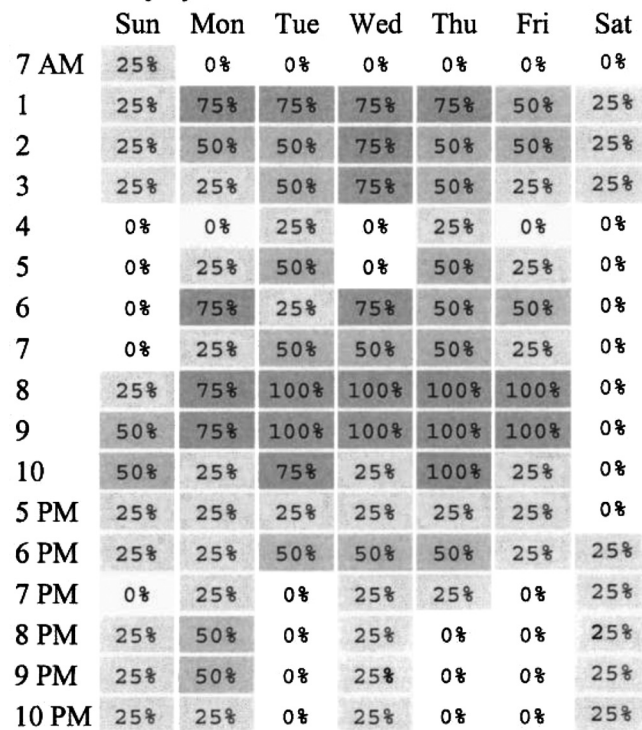 Sun Mon Tue Wed Thu Fri Sat
7 AM 25% 0% 0% 0% 0% 0% 0%
1 25% 75% 75% 75% 75% 50% 25%
2 25% 50% 50% 75% 50% 50% 25%
3 25% 25% 50% 75% 50% 25% 25%
4 0% 0% 25% 0% 25% 0% 0%
5 0% 25% 50% 0% 50% 25% 0%
6 0% 75% 25% 75% 50% 50% 0%
7 0% 25% 50% 50% 50% 25% 0%
8 25% 75% 100% 100% 100% 100% 0%
9 50% 75% 100% 100% 100% 100% 0%
10 50% 25% 75% 25% 100% 25% 0%
5 PM 25% 25% 25% 25% 25% 25% 0%
6 PM 25% 25% 50% 50% 50% 25% 25%
7 PM 0% 25% 0% 25% 25% 0% 25%
8 PM 25% 50% 0% 25% 0% 0% 25%
9 PM 25% 50% 0% 25% 0% 0% 25%
10 PM 25% 25% 0% 25% 0% 0% 25%